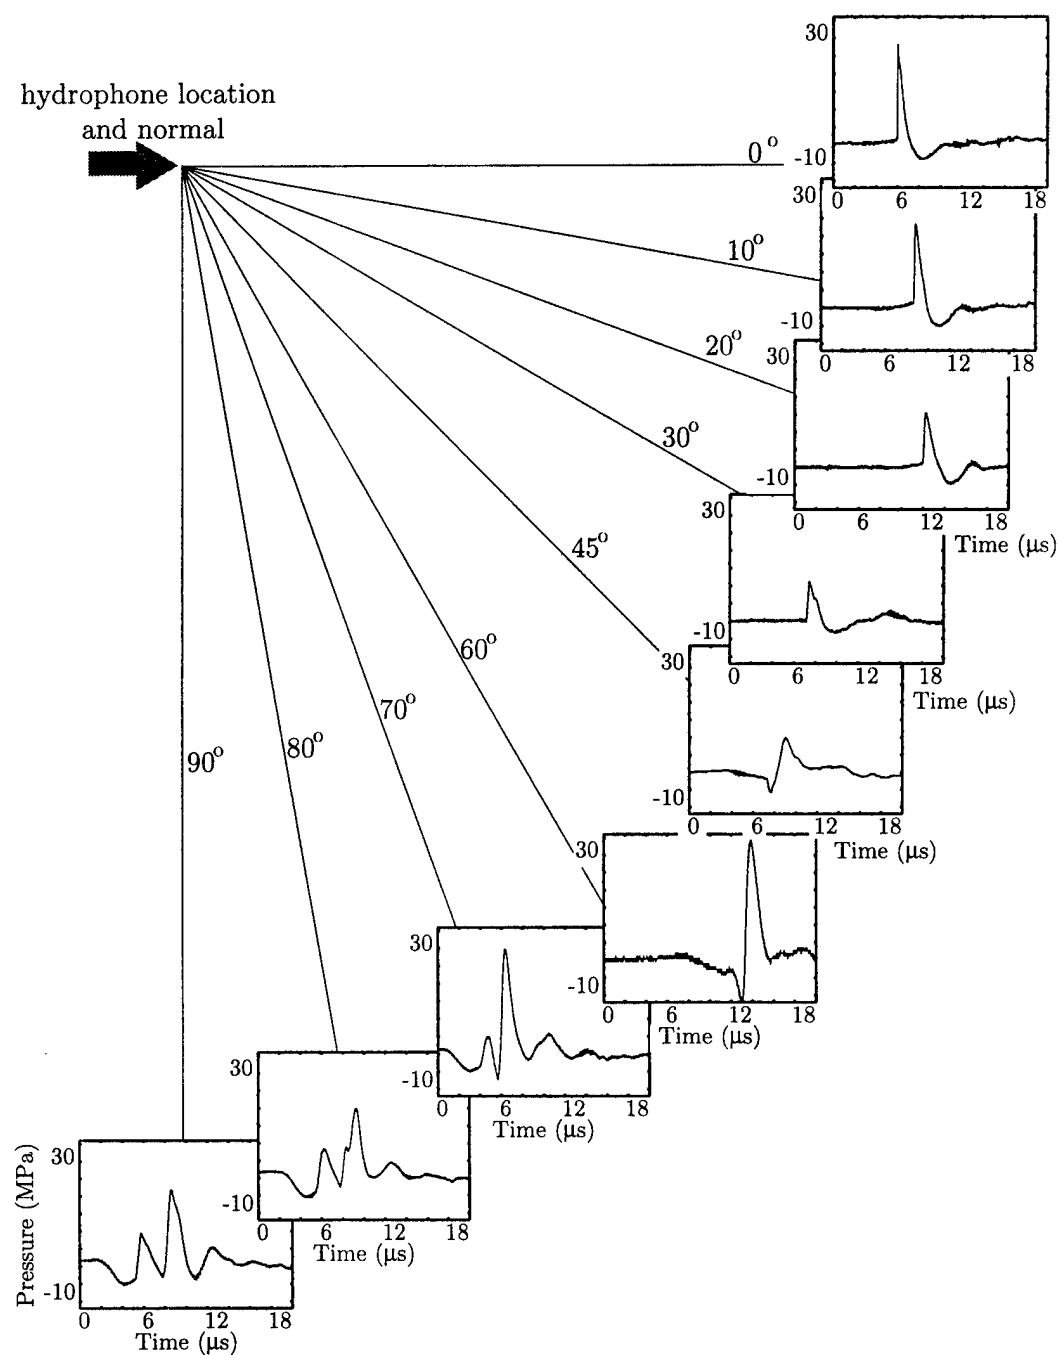 hydrophone location
and normal
0°
10°
20°
30°
45°
60°
70°
80°
90°
30
-10
0 6 12 18
30
-10
0 6 12 18
30
-10
0 6 12 18
Time (μs)
30
-10
0 6 12 18
Time (μs)
30
-10
0 6 12 18
Time (μs)
30
-10
0 6 12 18
Time (μs)
30
-10
0 6 12 18
Time (μs)
30
-10
0 6 12 18
Time (μs)
Pressure (MPa)
30
-10
0 6 12 18
Time (μs)